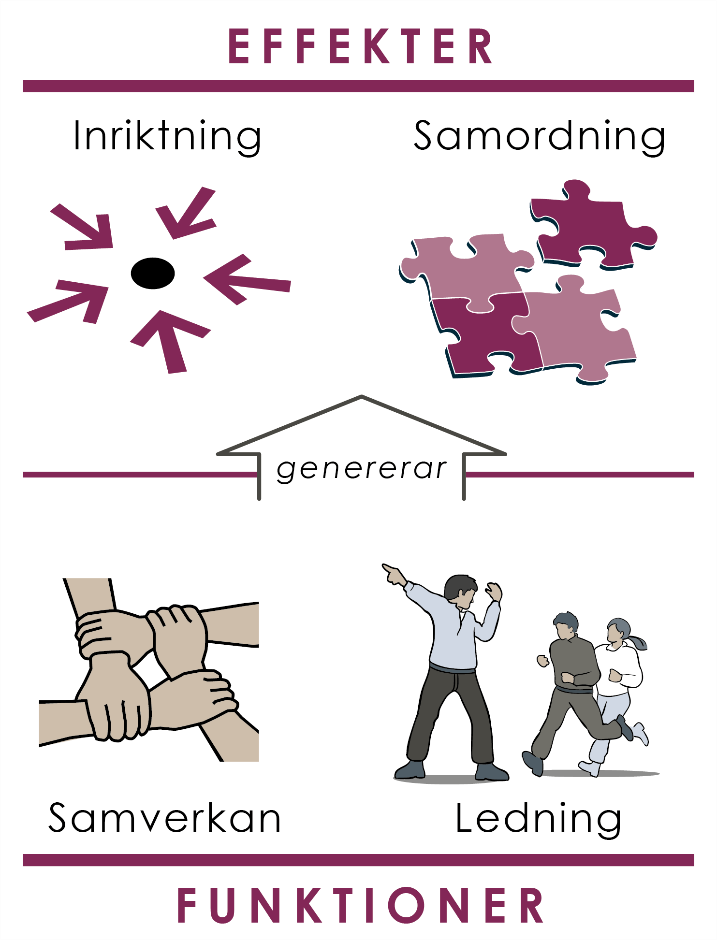 EFFEKTER
Inriktning
Samordning
genererar
Samverkan
Ledning
FUNKTIONER